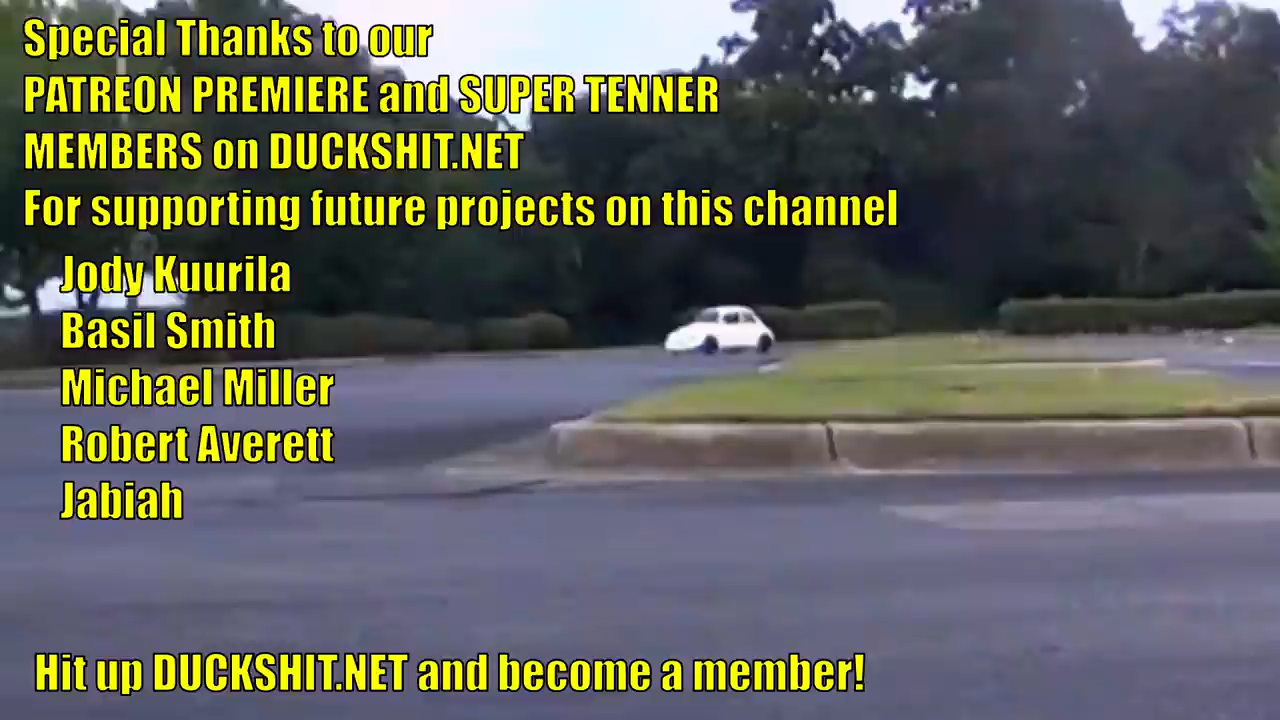 Special Thanks to our
PATREON PREMIERE and SUPER TENNER
MEMBERS on DUCKSHIT.NET
For supporting future projects on this channel
Jody Kuurila
Basil Smith
Michael Miller
Robert Averett
Jabiah
Hit up DUCKSHIT.NET and become a member!